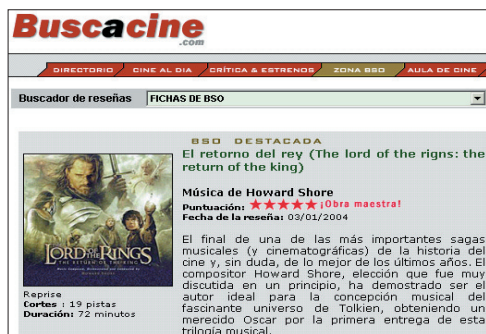 Buscacine
.com
DIRECTORIO CINE AL DIA CRÍTICA & ESTRENOS ZONA BSO AULA DE CINE
Buscador de reseñas FICHAS DE BSO
BSO DESTACADA
El retorno del rey (The lord of the rigns: the
return of the king)
Música de Howard Shore
Puntuación: ★★★★★ ¡Obra maestra!
Fecha de la reseña: 03/01/2004
THE LORD OF THE RINGS
THE RETURN OF THE KING
Reprise
Cortes : 19 pistas
Duración: 72 minutos
El final de una de las más importantes sagas
musicales (y cinematográficas) de la historia del
cine y, sin duda, de lo mejor de los últimos años. El
compositor Howard Shore, elección que fue muy
discutida en un principio, ha demostrado ser el
autor ideal para la concepción musical del
fascinante universo de Tolkien, obteniendo un
merecido Oscar por la primera entrega de esta
trilogía musical.